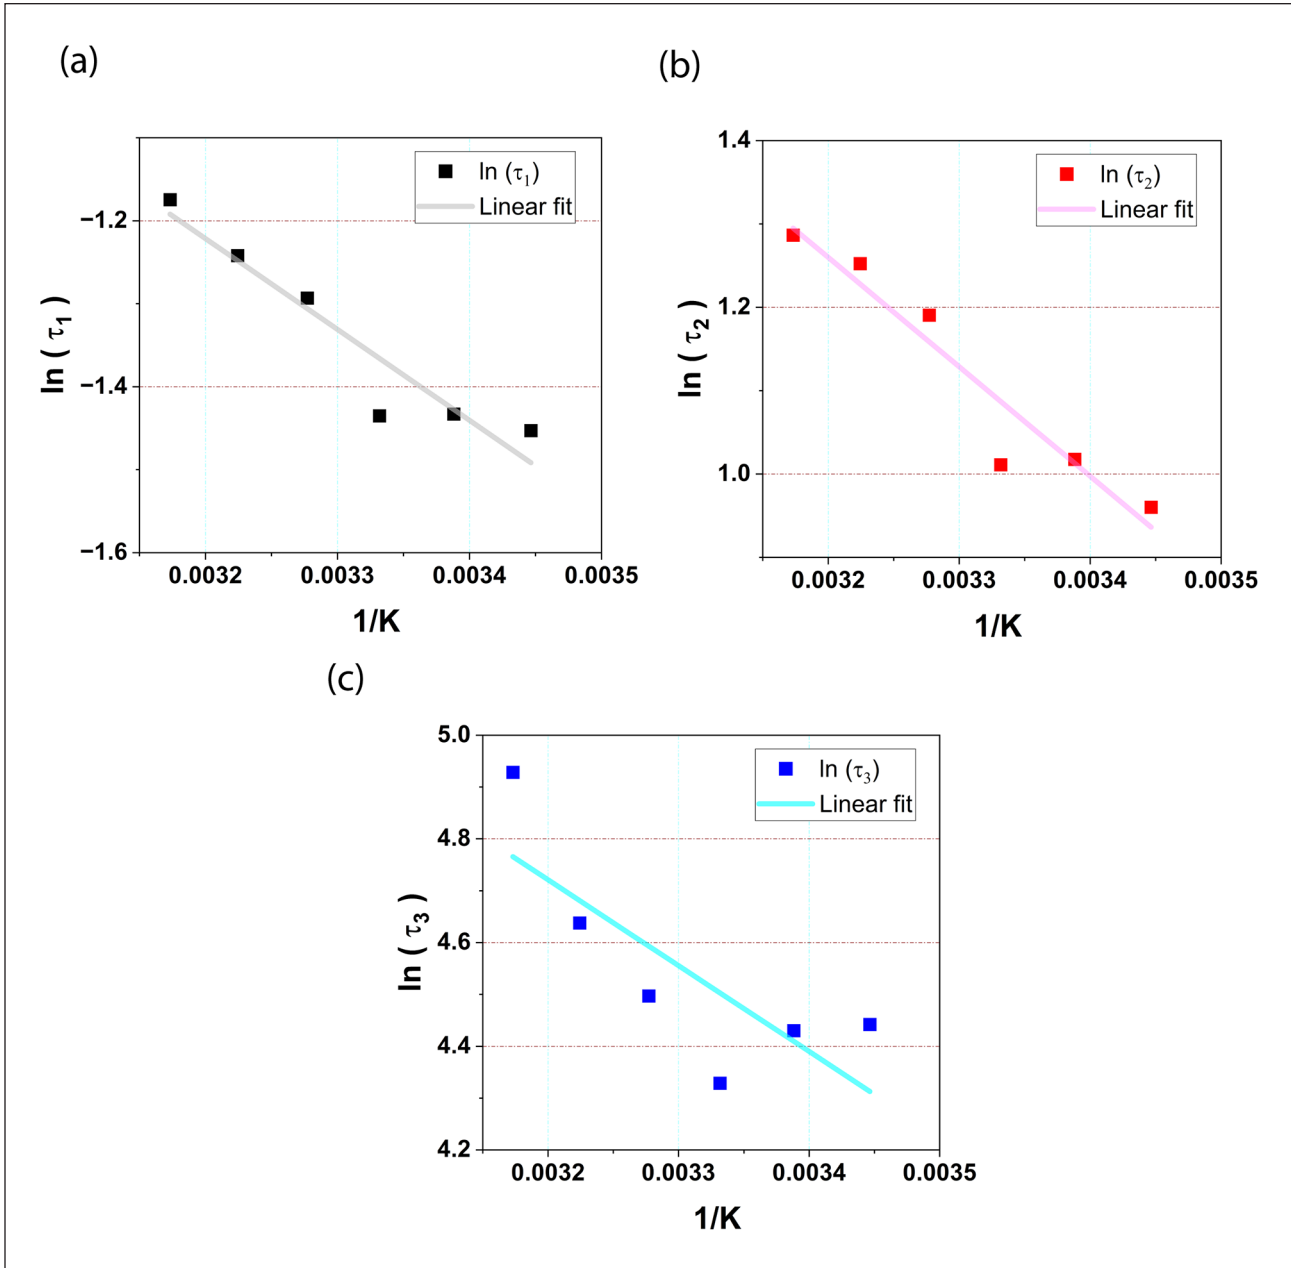 (a)
ln (τ1)
Linear fit
−1.2
−1.4
−1.6
ln ( τ1 )
0.0032 0.0033 0.0034 0.0035
1/K
(b)
1.4
ln (τ2)
Linear fit
1.2
1.0
ln ( τ2 )
0.0032 0.0033 0.0034 0.0035
1/K
(c)
5.0
ln (τ3)
Linear fit
4.8
4.6
4.4
4.2
ln ( τ3 )
0.0032 0.0033 0.0034 0.0035
1/K